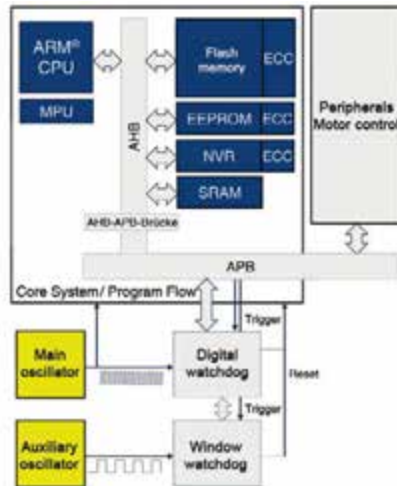 ARM®
CPU
MPU
AHB
Flash
memory
ECC
EEPROM
ECC
NVR
ECC
SRAM
AHB-APB-Brücke
Peripherals
Motor control
APB
Core System/ Program Flow
Trigger
Main
oscillator
Digital
watchdog
Reset
Trigger
Auxiliary
oscillator
Window
watchdog